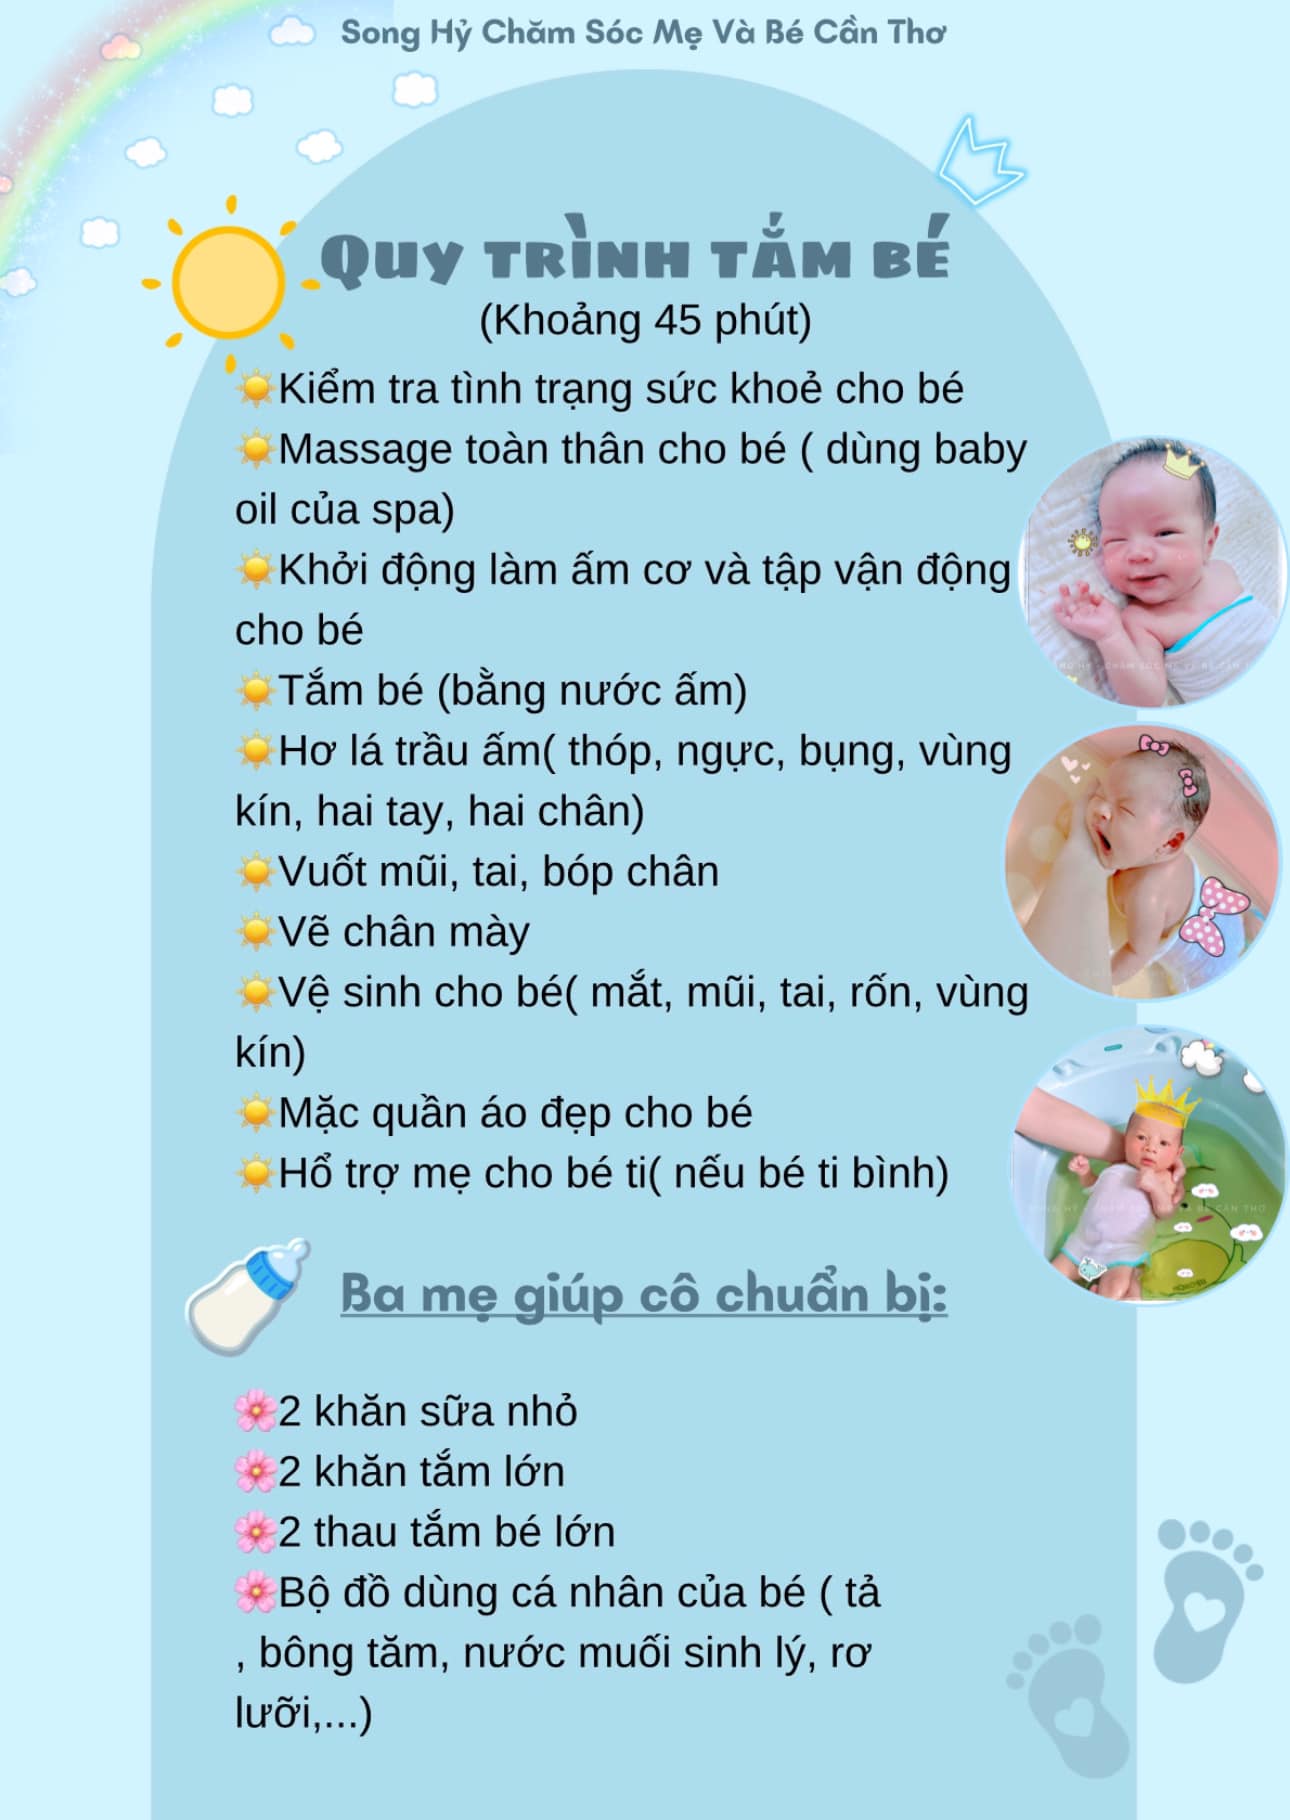 Song Hỷ Chăm Sóc Mẹ Và Bé Cần Thơ
Quy trình tắm bé
(Khoảng 45 phút)
☀️Kiểm tra tình trạng sức khoẻ cho bé
☀️Massage toàn thân cho bé ( dùng baby
oil của spa)
☀️Khởi động làm ấm cơ và tập vận động
cho bé
☀️Tắm bé (bằng nước ấm)
☀️Hơ lá trầu ấm( thóp, ngực, bụng, vùng
kín, hai tay, hai chân)
☀️Vuốt mũi, tai, bóp chân
☀️Vẽ chân mày
☀️Vệ sinh cho bé( mắt, mũi, tai, rốn, vùng
kín)
☀️Mặc quần áo đẹp cho bé
☀️Hổ trợ mẹ cho bé ti( nếu bé ti bình)
Ba mẹ giúp cô chuẩn bị:
🌸2 khăn sữa nhỏ
🌸2 khăn tắm lớn
🌸2 thau tắm bé lớn
🌸Bộ đồ dùng cá nhân của bé ( tả
, bông tăm, nước muối sinh lý, rơ
lưỡi,...)